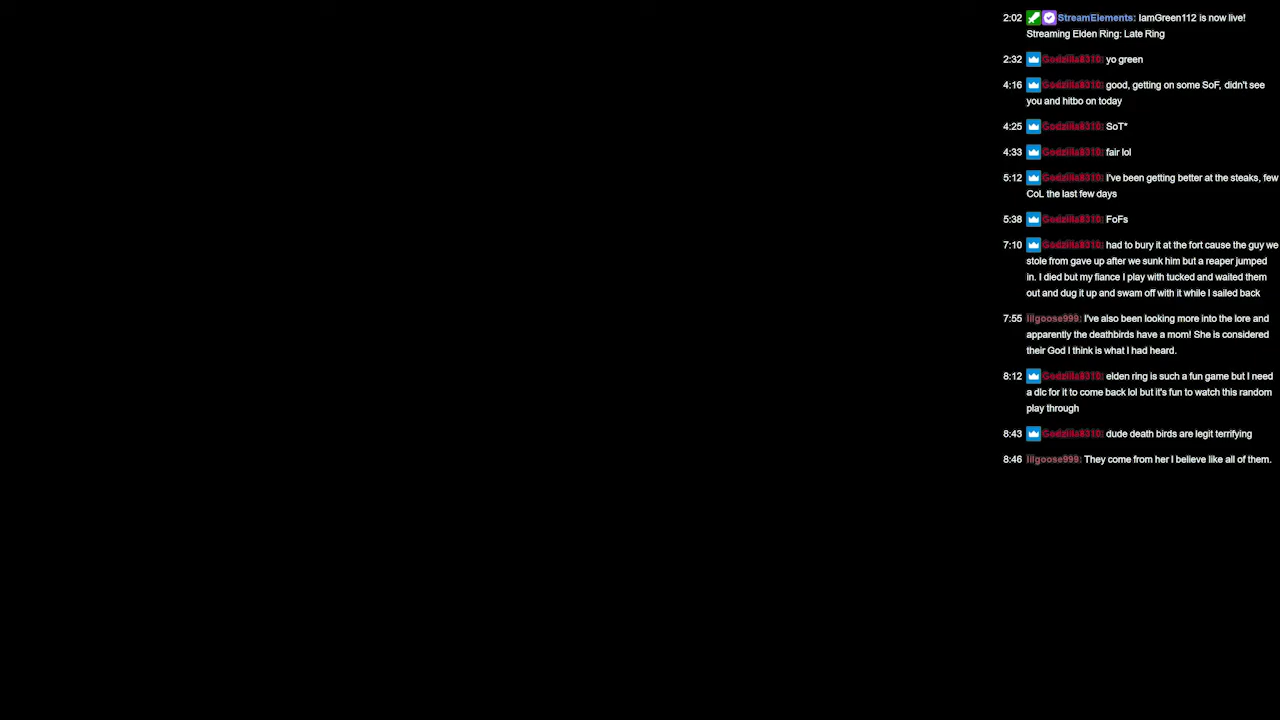 2:02 StreamElements: IamGreen112 is now live!
Streaming Elden Ring: Late Ring
2:32 Godzilla8310: yo green
4:16 Godzilla8310: good, getting on some SoF, didn't see
you and hitbo on today
4:25 Godzilla8310: SoT*
4:33 Godzilla8310: fair lol
5:12 Godzilla8310: I've been getting better at the steaks, few
CoL the last few days
5:38 Godzilla8310: FoFs
7:10 Godzilla8310: had to bury it at the fort cause the guy we
stole from gave up after we sunk him but a reaper jumped
in. I died but my fiance I play with tucked and waited them
out and dug it up and swam off with it while I sailed back
7:55 lilgoose999: I've also been looking more into the lore and
apparently the deathbirds have a mom! She is considered
their God I think is what I had heard.
8:12 Godzilla8310: elden ring is such a fun game but I need
a dlc for it to come back lol but it's fun to watch this random
play through
8:43 Godzilla8310: dude death birds are legit terrifying
8:46 lilgoose999: They come from her I believe like all of them.